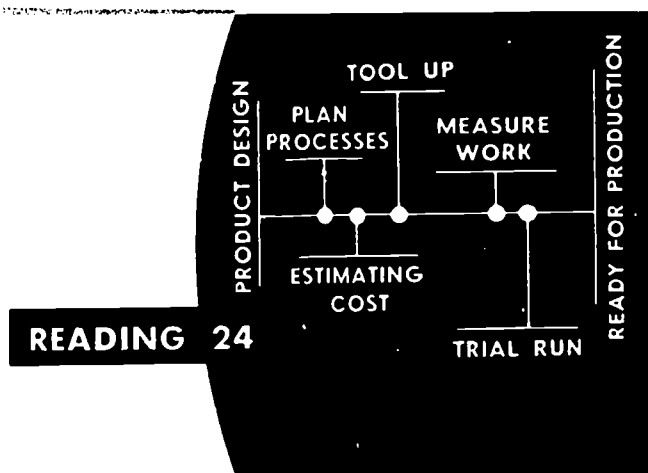 PRODUCT DESIGN
PLAN
PROCESSES
ESTIMATING
COST
TOOL UP
MEASURE
WORK
TRIAL RUN
READY FOR PRODUCTION
READING 24